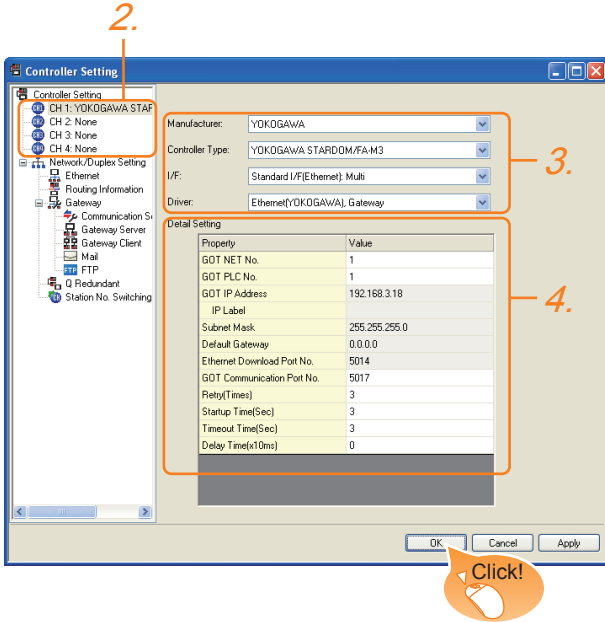 2.
Controller Setting
Controller Setting
CH 1: YOKOGAWA STAR
CH 2: None
CH 3: None
CH 4: None
Network/Duplex Setting
Ethernet
Routing Information
Gateway
Communication S
Gateway Server
Gateway Client
Mail
FTP FTP
Q Redundant
Station No. Switching
Manufacturer: YOKOGAWA
Controller Type: YOKOGAWA STARDOM/FA-M3
I/F: Standard I/F(Ethernet): Multi
Driver: Ethernet(YOKOGAWA), Gateway
3.
Detail Setting
Property Value
GOT NET No. 1
GOT PLC No. 1
GOT IP Address 192.168.3.18
IP Label
Subnet Mask 255.255.255.0
Default Gateway 0.0.0.0
Ethernet Download Port No. 5014
GOT Communication Port No. 5017
Retry(Times) 3
Startup Time(Sec) 3
Timeout Time(Sec) 3
Delay Time(x10ms) 0
4.
OK Cancel Apply
Click!